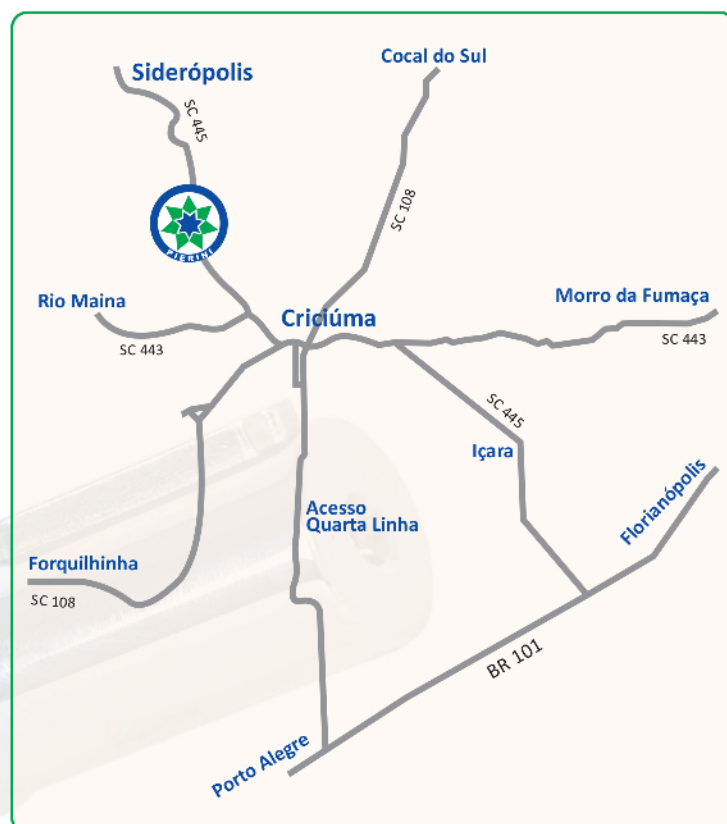 Cocal do Sul
Siderópolis
SC 445
SC 108
PIERINI
Rio Maina
Morro da Fumaça
Criciúma
SC 443
SC 443
SC 445
Içara
Florianópolis
Acesso
Quarta Linha
Forquilhinha
SC 108
BR 101
Porto Alegre